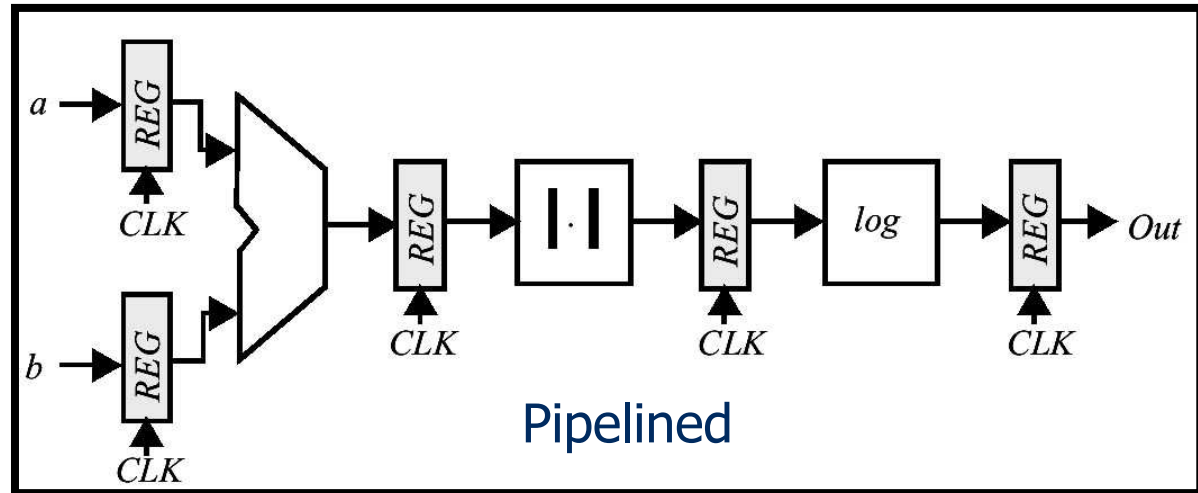 a
REG
CLK
b
REG
CLK
REG
CLK
|·|
REG
CLK
log
REG
CLK
Out
Pipelined